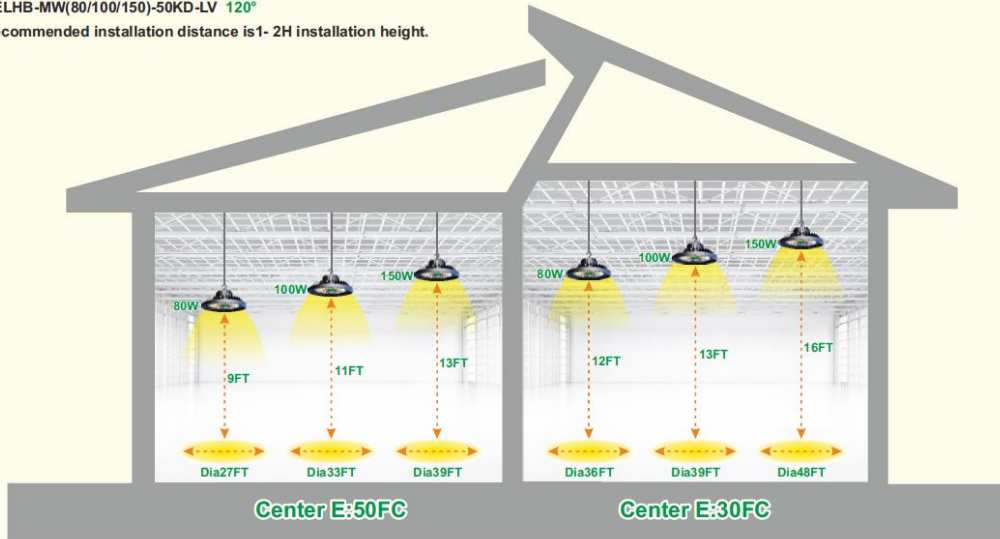 ELHB-MW(80/100/150)-50KD-LV 120°
commended installation distance is1- 2H installation height.
80W
100W
150W
9FT
11FT
13FT
Dia27FT
Dia33FT
Dia39FT
Center E:50FC
80W
100W
150W
12FT
13FT
16FT
Dia36FT
Dia39FT
Dia48FT
Center E:30FC